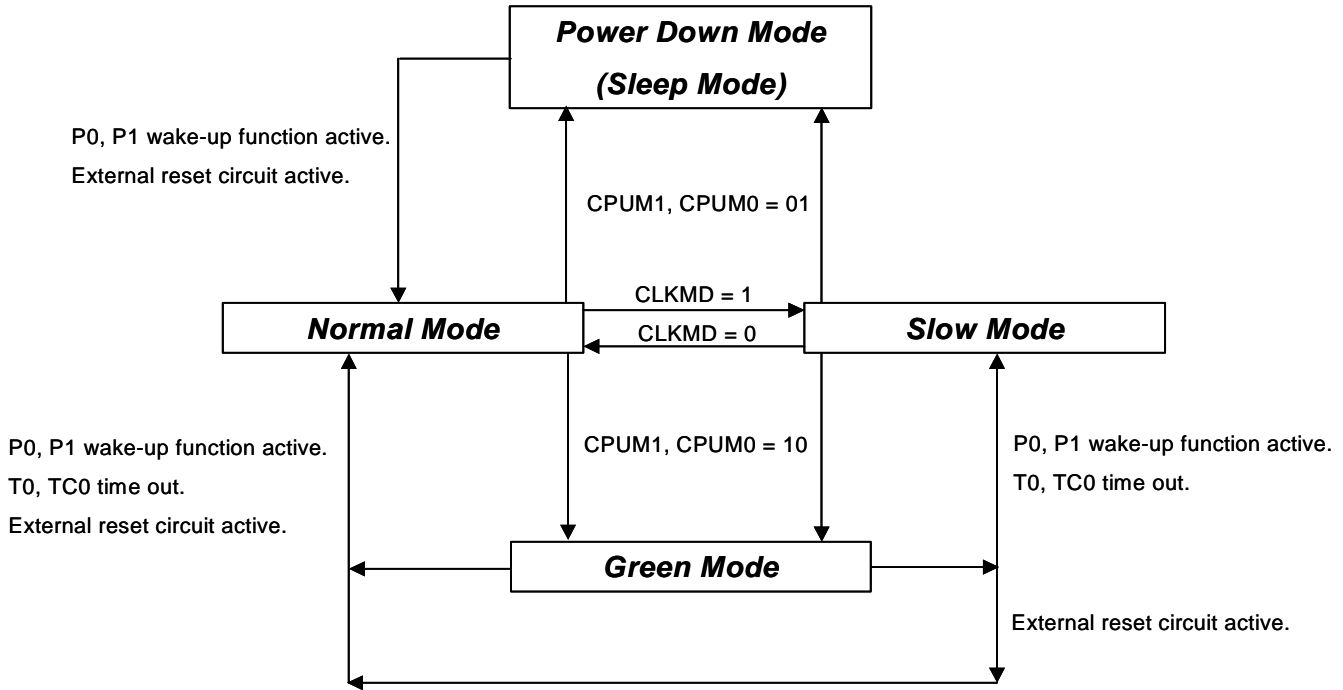 Power Down Mode
(Sleep Mode)
P0, P1 wake-up function active.
External reset circuit active.
CPUM1, CPUM0 = 01
CLKMD = 1
Normal Mode
Slow Mode
CLKMD = 0
P0, P1 wake-up function active.
T0, TC0 time out.
External reset circuit active.
CPUM1, CPUM0 = 10
P0, P1 wake-up function active.
T0, TC0 time out.
Green Mode
External reset circuit active.